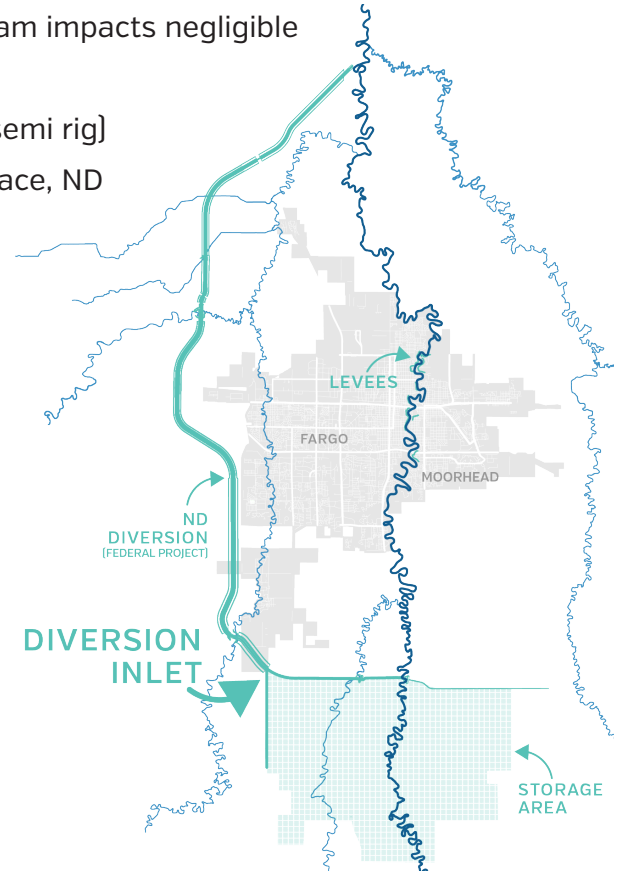 am impacts negligible
semi rig)
ace, ND
LEVEES
FARGO
MOORHEAD
ND
DIVERSION
(FEDERAL PROJECT)
DIVERSION
INLET
STORAGE
AREA